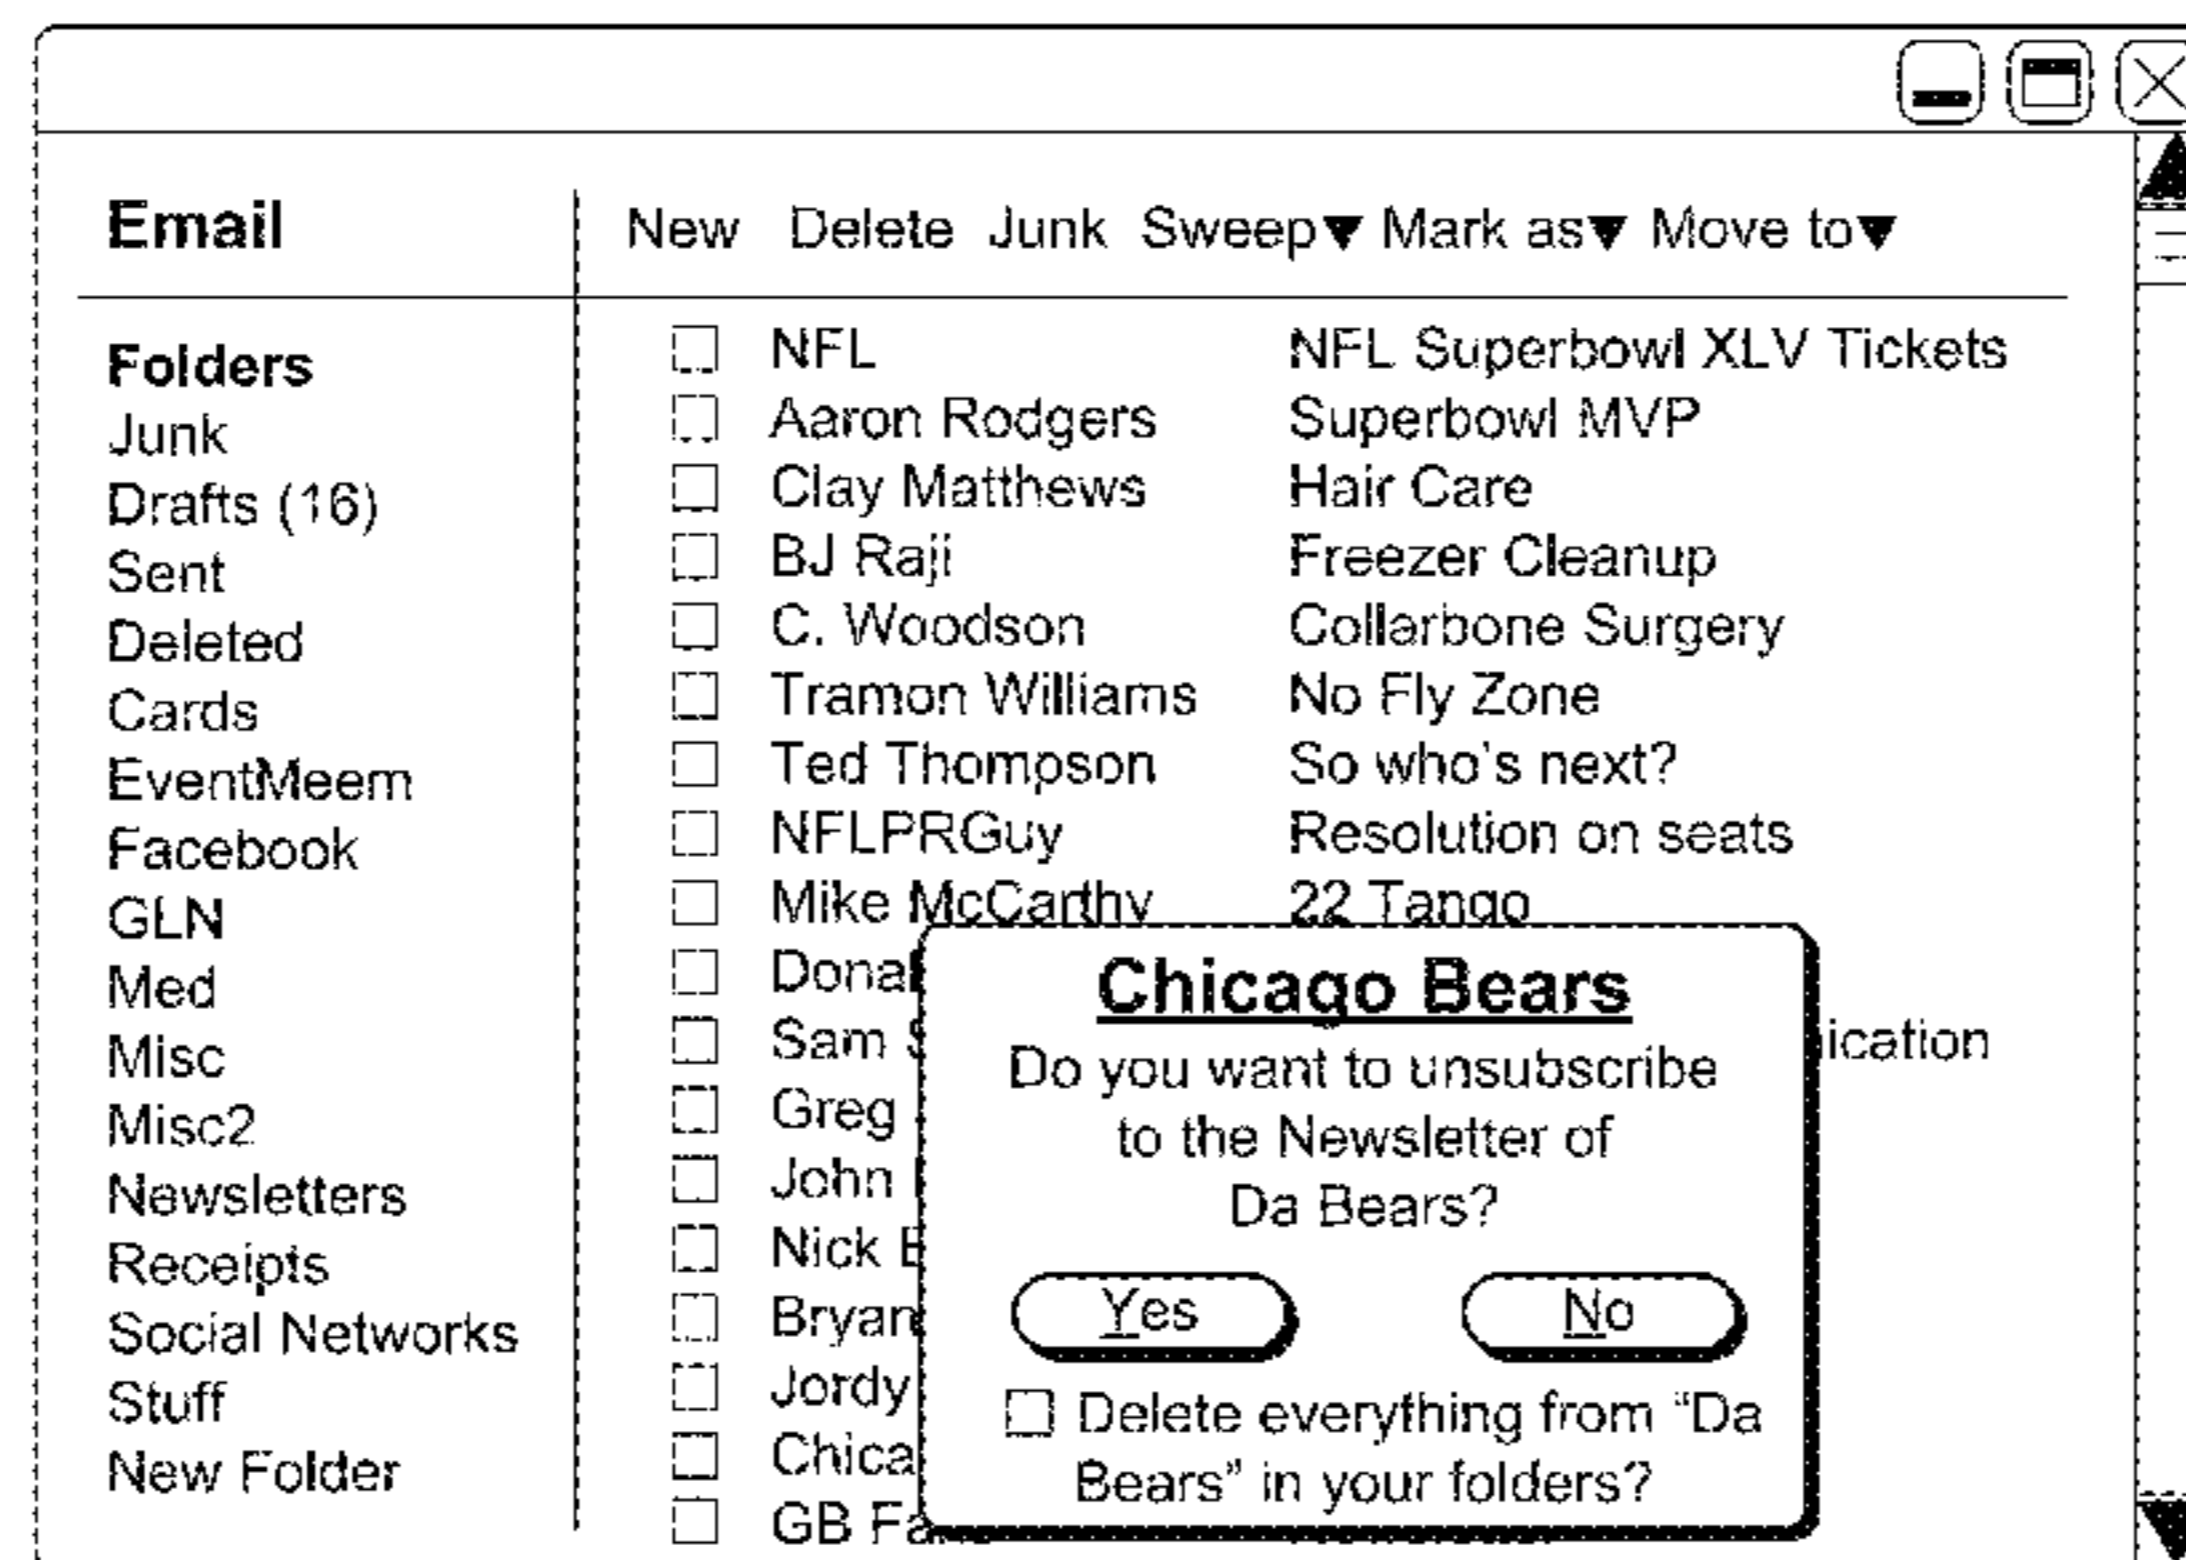 Email
New Delete Junk Sweep▼ Mark as▼ Move to▼
Folders
Junk
Drafts (16)
Sent
Deleted
Cards
EventMeem
Facebook
GLN
Med
Misc
Misc2
Newsletters
Receipts
Social Networks
Stuff
New Folder
NFL NFL Superbowl XLV Tickets
Aaron Rodgers Superbowl MVP
Clay Matthews Hair Care
BJ Raji Freezer Cleanup
C. Woodson Collarbone Surgery
Tramon Williams No Fly Zone
Ted Thompson So who's next?
NFLPRGuy Resolution on seats
Mike McCarthy 22 Tango
Sam
Greg
John
Nick
Bryan
Jordy
GB
Chicago Bears
Do you want to unsubscribe
to the Newsletter of
Da Bears?
Yes No
Delete everything from “Da
Bears” in your folders?